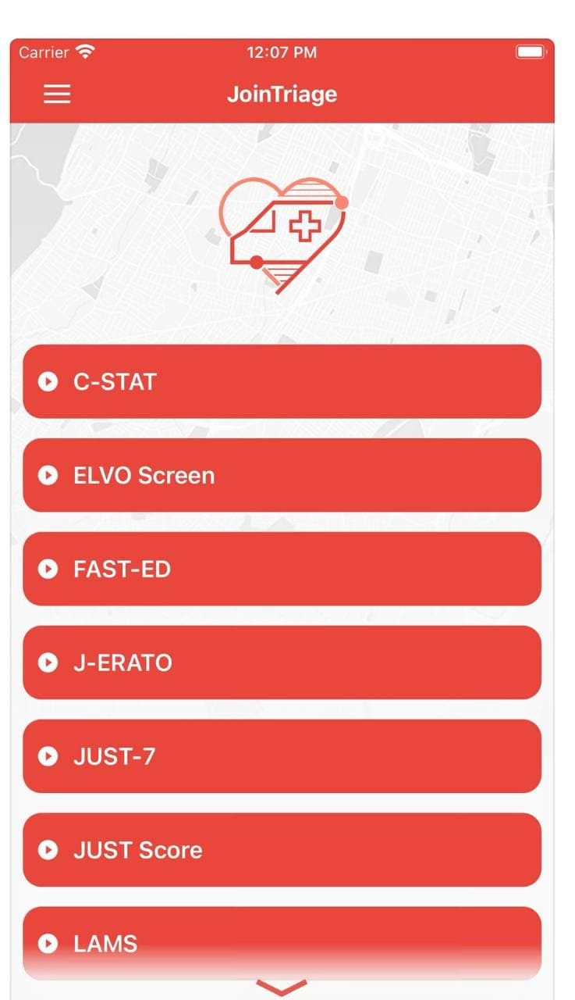 Carrier 12:07 PM
JoinTriage
C-STAT
ELVO Screen
FAST-ED
J-ERATO
JUST-7
JUST Score
LAMS